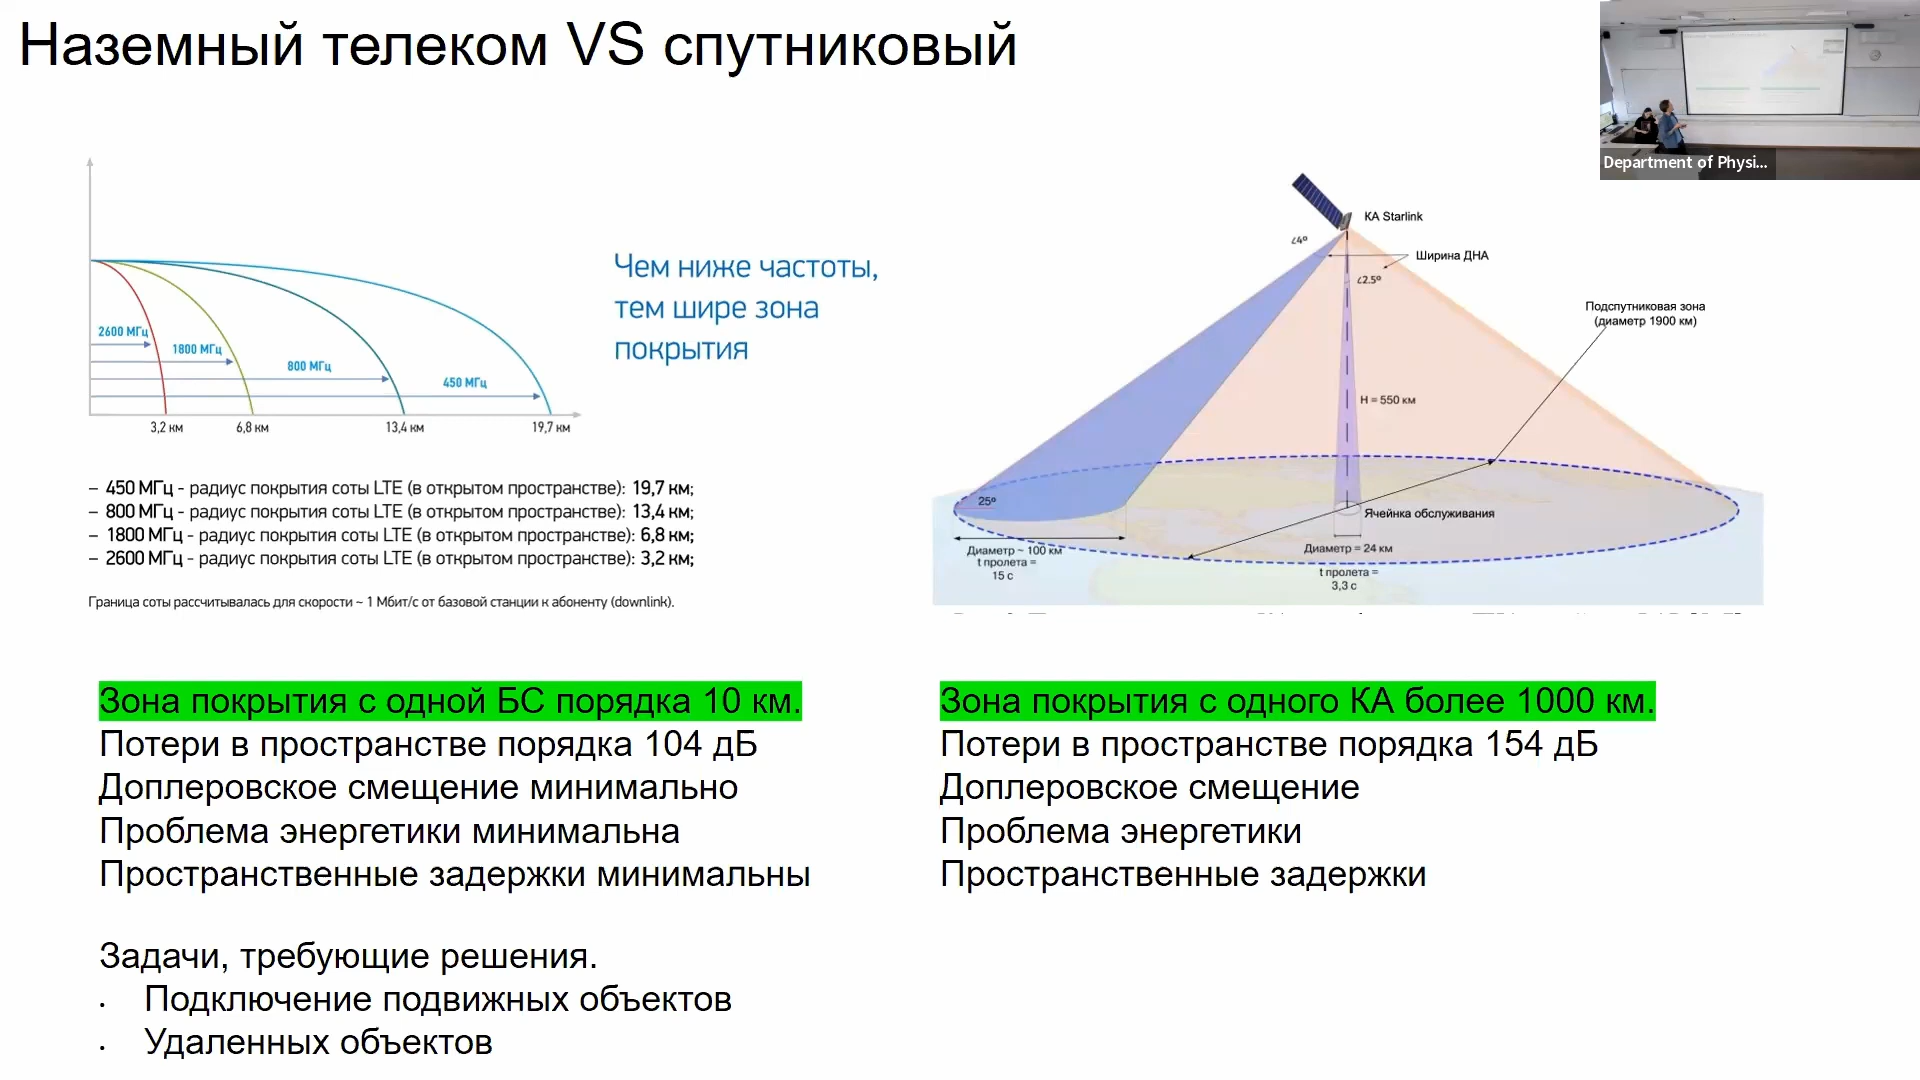 Наземный телеком VS спутниковый
Department of Physi...
2600 МГц
1800 МГц
800 МГц
450 МГц
3,2 км
6,8 км
13,4 км
19,7 км
Чем ниже частоты,
тем шире зона
покрытия
– 450 МГц - радиус покрытия соты LTE (в открытом пространстве): 19,7 км;
– 800 МГц - радиус покрытия соты LTE (в открытом пространстве): 13,4 км;
– 1800 МГц - радиус покрытия соты LTE (в открытом пространстве): 6,8 км;
– 2600 МГц - радиус покрытия соты LTE (в открытом пространстве): 3,2 км;
Граница соты рассчитывалась для скорости ~ 1 Мбит/с от базовой станции к абоненту (downlink).
КА Starlink
∠4º
Ширина ДНА
∠2.5º
Подспутниковая зона
(диаметр 1900 км)
H = 550 км
25º
Ячейка обслуживания
Диаметр ~ 100 км
t пролета =
15 с
Диаметр = 24 км
t пролета =
3,3 с
Зона покрытия с одной БС порядка 10 км.
Потери в пространстве порядка 104 дБ
Доплеровское смещение минимально
Проблема энергетики минимальна
Пространственные задержки минимальны
Зона покрытия с одного КА более 1000 км.
Потери в пространстве порядка 154 дБ
Доплеровское смещение
Проблема энергетики
Пространственные задержки
Задачи, требующие решения.
• Подключение подвижных объектов
• Удаленных объектов